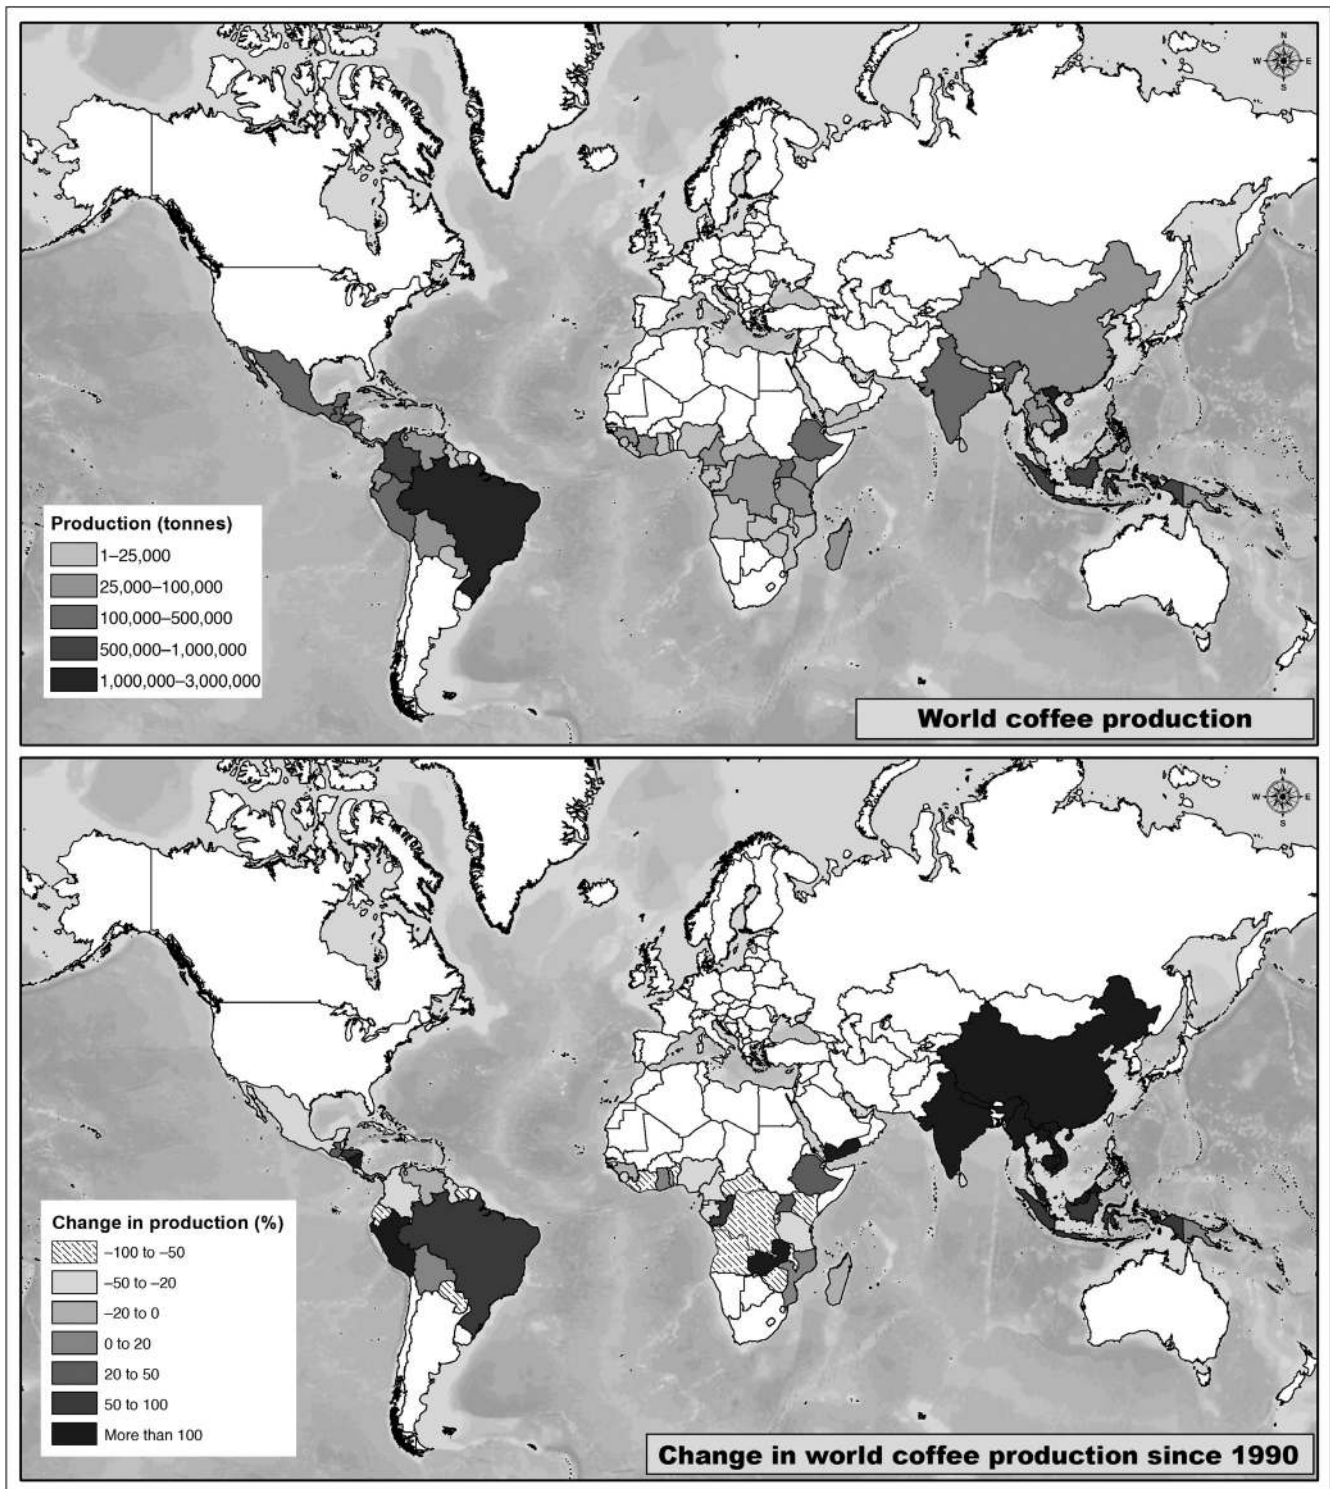 N
W E
S
Production (tonnes)
1–25,000
25,000–100,000
100,000–500,000
500,000–1,000,000
1,000,000–3,000,000
World coffee production
N
W E
S
Change in production (%)
–100 to –50
–50 to –20
–20 to 0
0 to 20
20 to 50
50 to 100
More than 100
Change in world coffee production since 1990